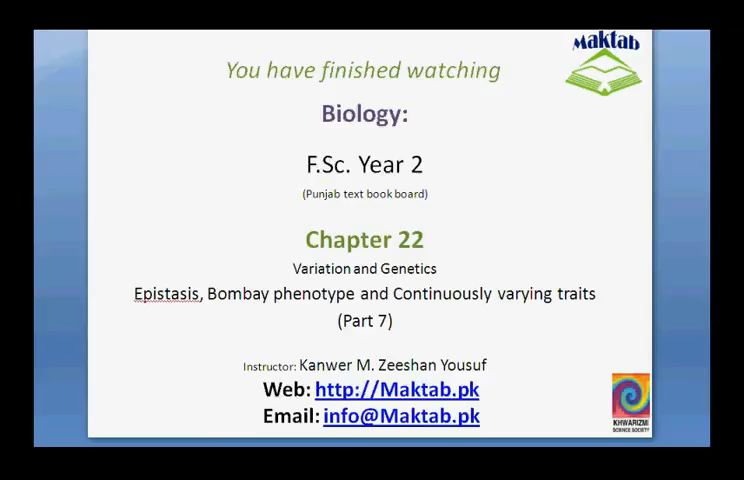 Maktab
You have finished watching
Biology:
F.Sc. Year 2
(Punjab text book board)
Chapter 22
Variation and Genetics
Epistasis, Bombay phenotype and Continuously varying traits
(Part 7)
Instructor: Kanwer M. Zeeshan Yousuf
Web: http://Maktab.pk
Email: info@Maktab.pk
KHWARIZMI
SCIENCE SOCIETY